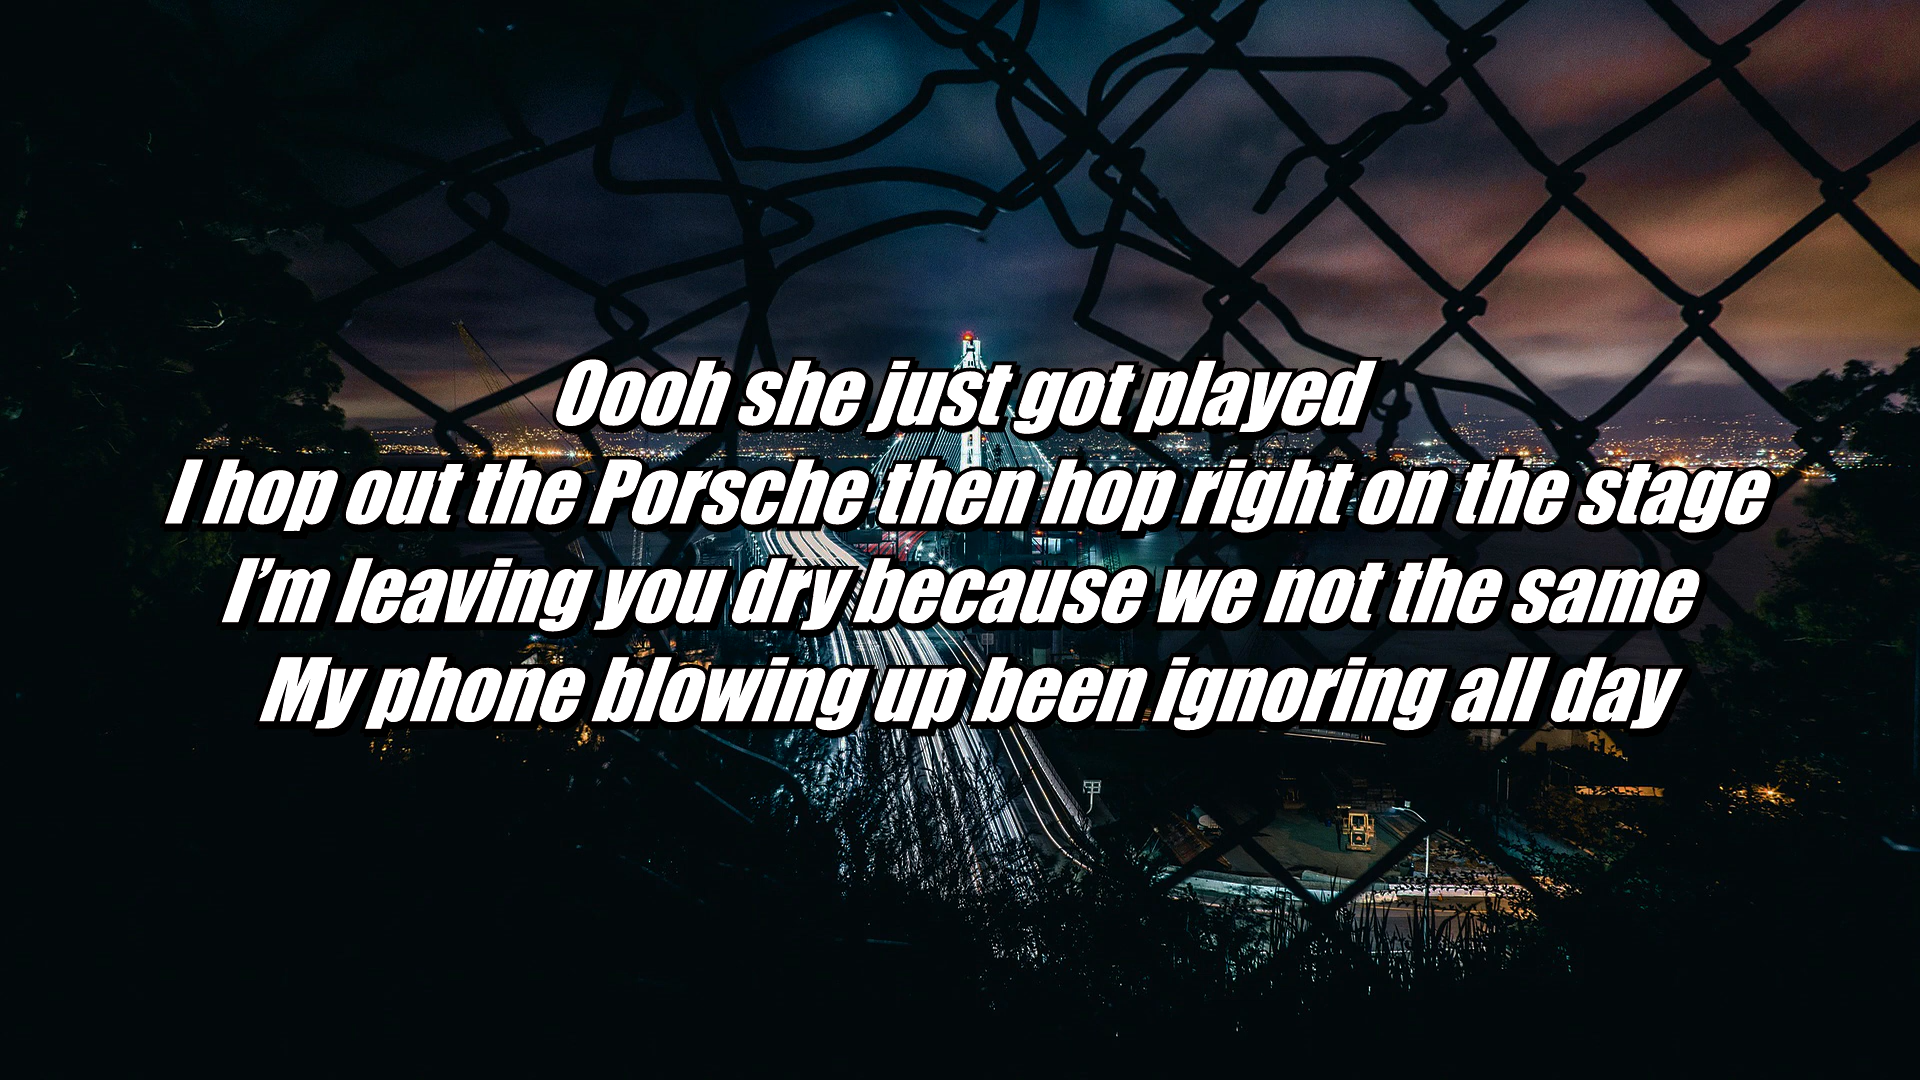 Oooh she just got played
I hop out the Porsche then hop right on the stage
I'm leaving you dry because we not the same
My phone blowing up been ignoring all day